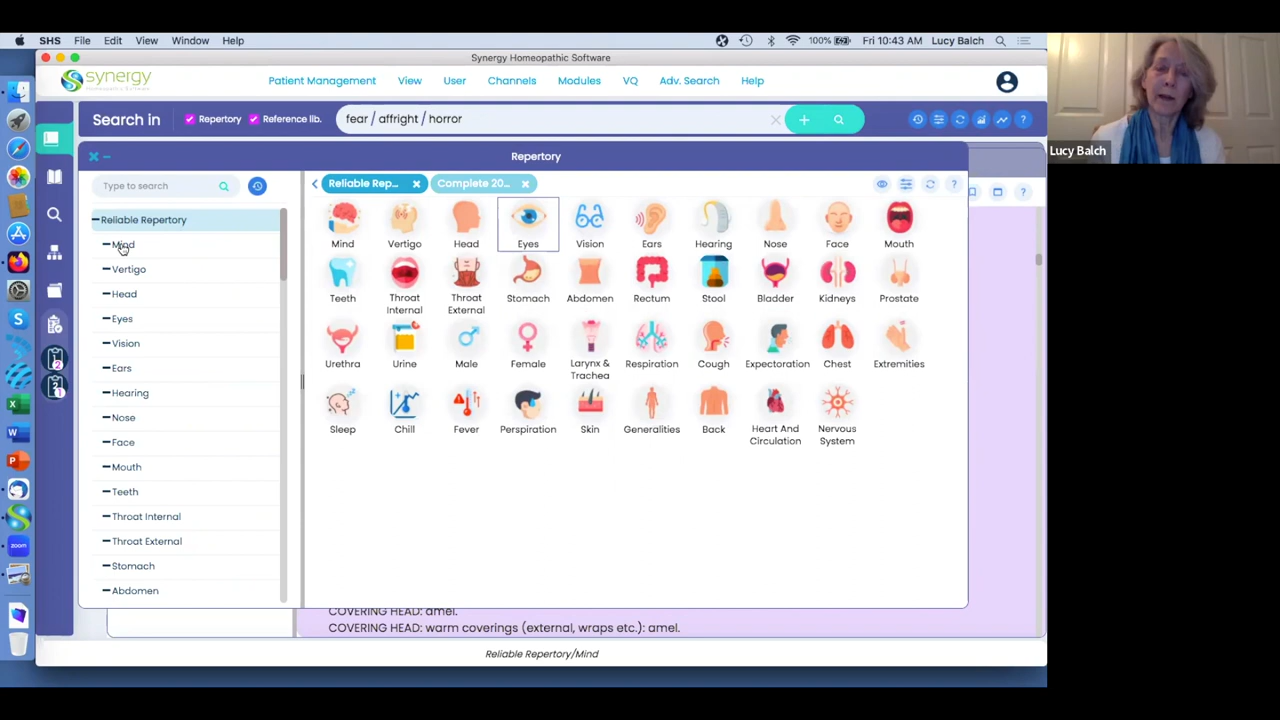 SHS File Edit View Window Help
100% Fri 10:43 AM Lucy Balch
Synergy Homeopathic Software
synergy
Homeopathic Software
Patient Management View User Channels Modules VQ Adv. Search Help
Search in Repertory Reference lib. fear / affright / horror
Repertory
Type to search
Reliable Rep... Complete 20...
Reliable Repertory
Mind
Vertigo
Head
Eyes
Vision
Ears
Hearing
Nose
Face
Mouth
Teeth
Throat Internal
Throat External
Stomach
Abdomen
Mind Vertigo Head Eyes Vision Ears Hearing Nose Face Mouth
Teeth Throat Internal Throat External Stomach Abdomen Rectum Stool Bladder Kidneys Prostate
Urethra Urine Male Female Larynx & Trachea Respiration Cough Expectoration Chest Extremities
Sleep Chill Fever Perspiration Skin Generalities Back Heart And Circulation Nervous System
COVERING HEAD: amel.
COVERING HEAD: warm coverings (external, wraps etc.): amel.
Reliable Repertory/Mind
2
1
zoom
Lucy Balch